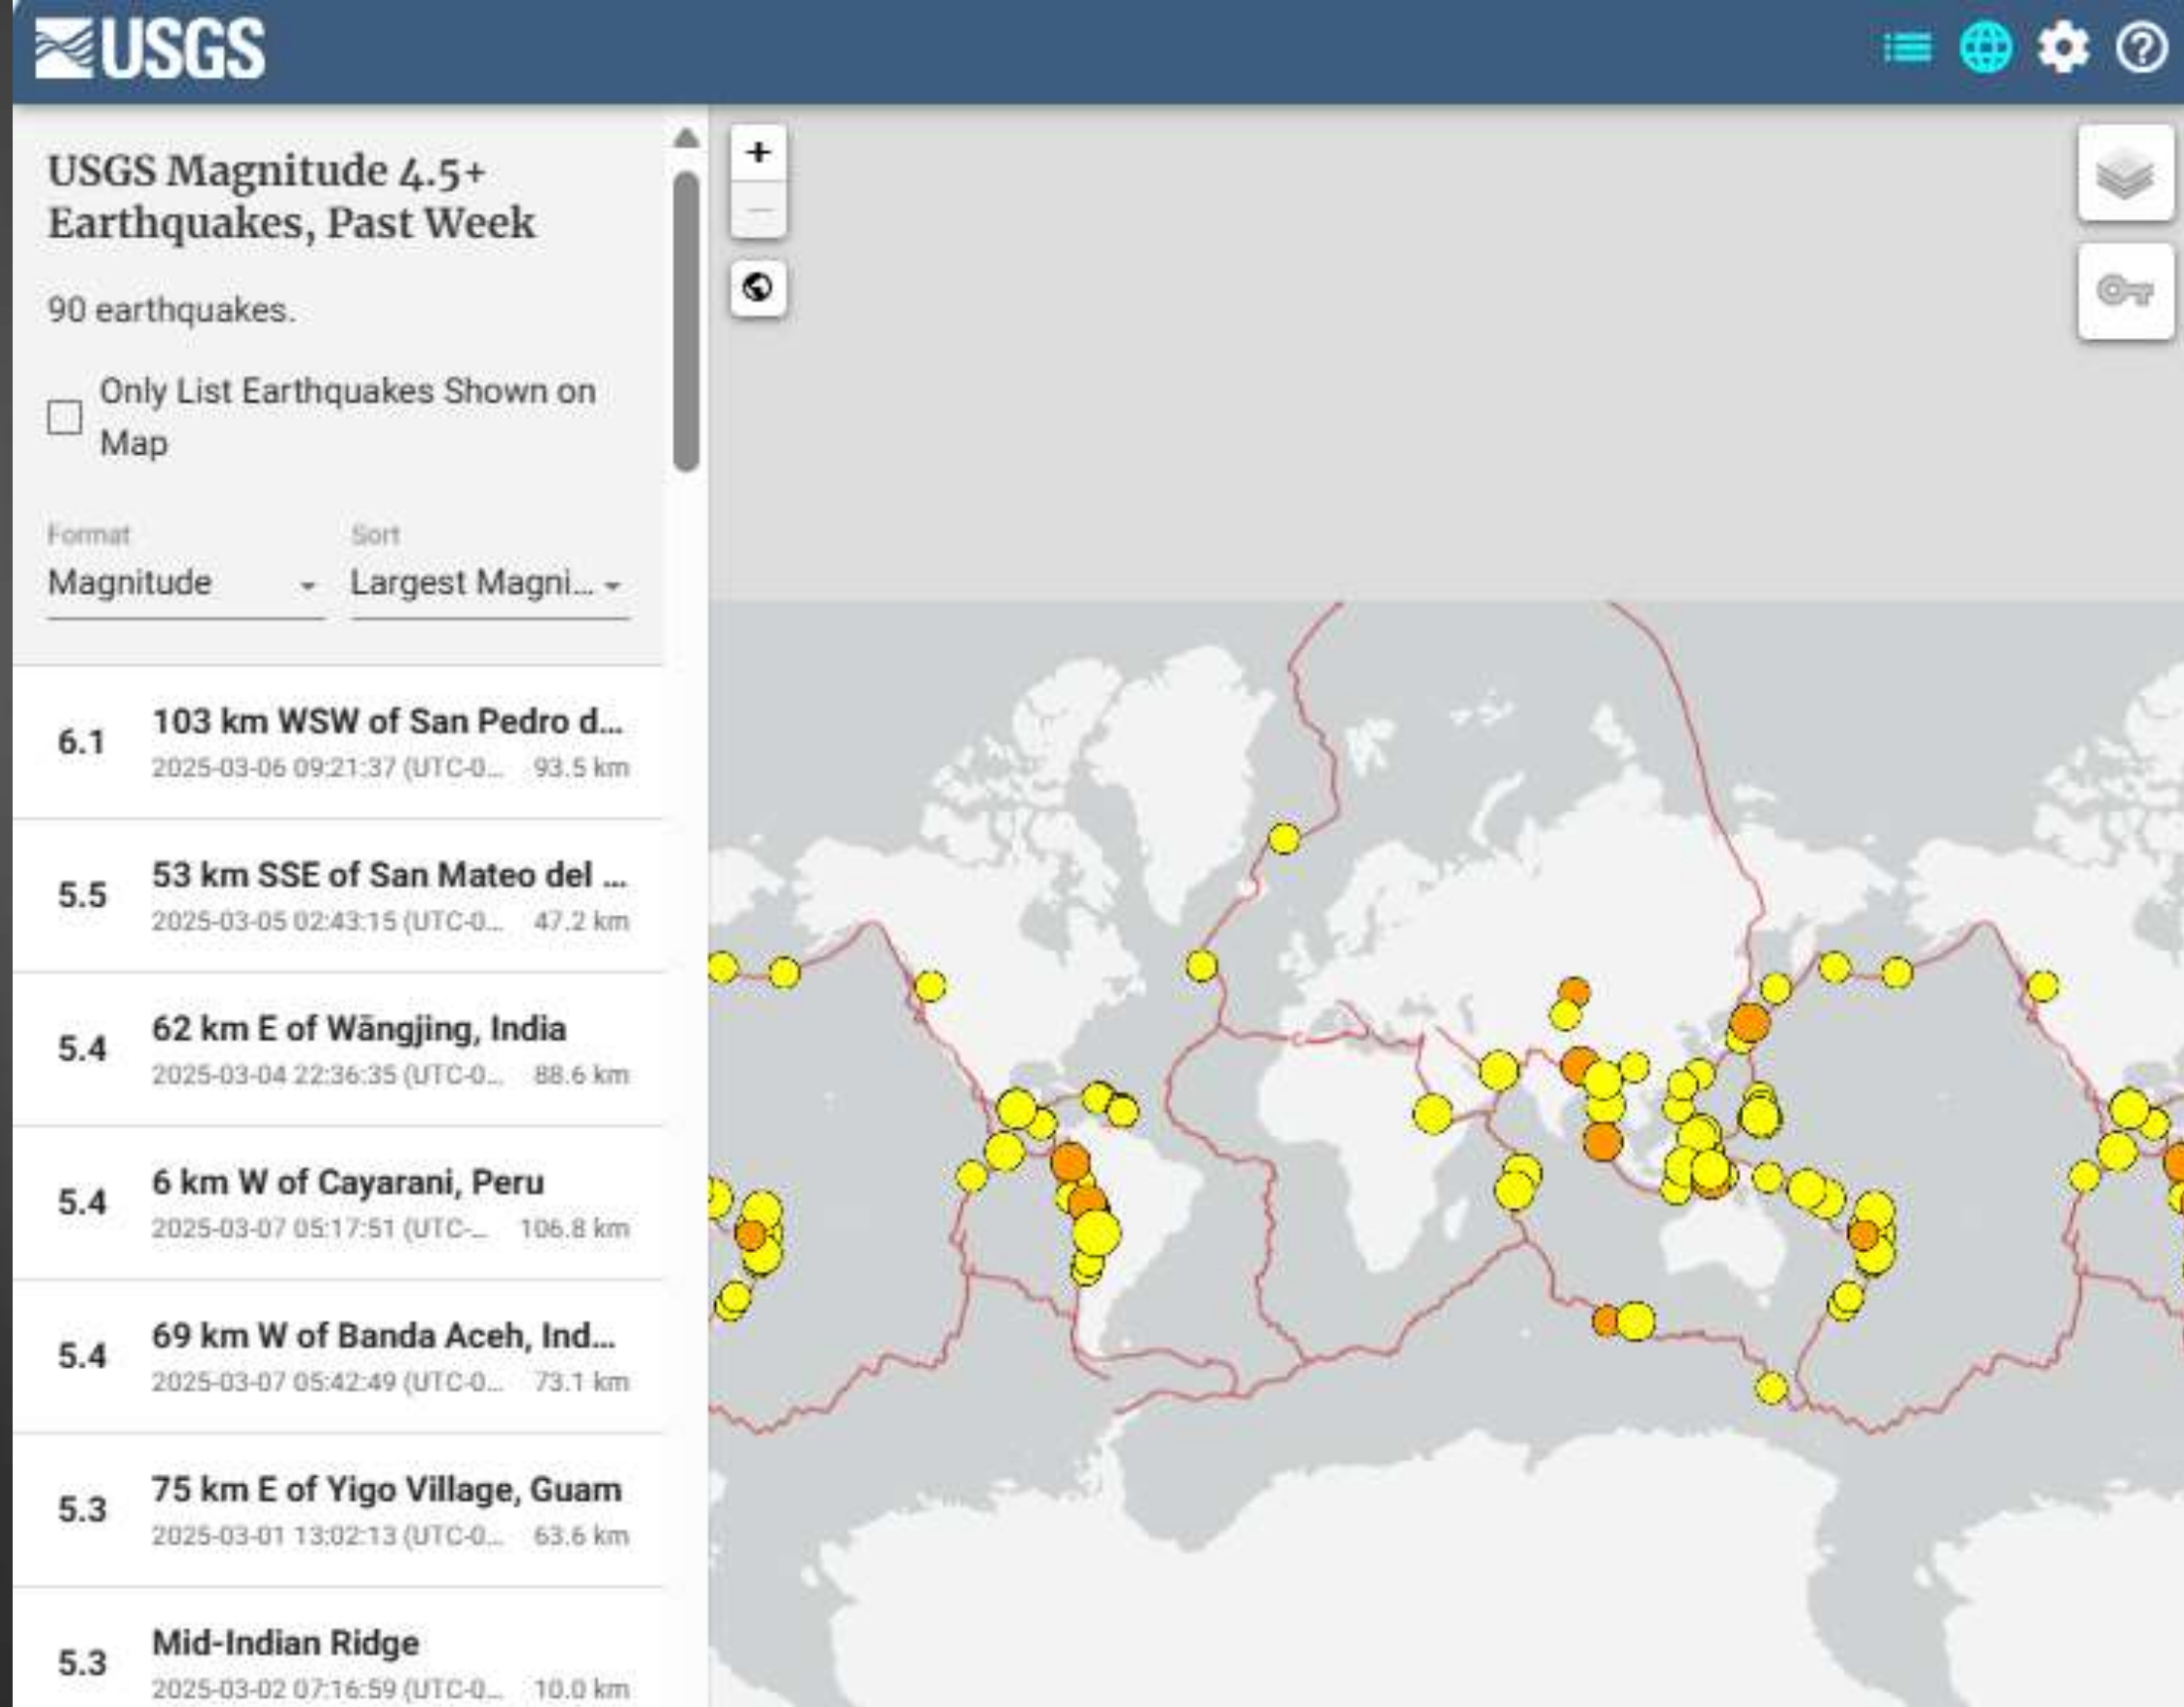 USGS
USGS Magnitude 4.5+
Earthquakes, Past Week
90 earthquakes.
Only List Earthquakes Shown on
Map
Format
Sort
Magnitude
Largest Magni...
6.1
103 km WSW of San Pedro d...
2025-03-06 09:21:37 (UTC-0... 93.5 km
5.5
53 km SSE of San Mateo del ...
2025-03-05 02:43:15 (UTC-0... 47.2 km
5.4
62 km E of Wāngjing, India
2025-03-04 22:36:35 (UTC-0... 88.6 km
5.4
6 km W of Cayarani, Peru
2025-03-07 05:17:51 (UTC-... 106.8 km
5.4
69 km W of Banda Aceh, Ind...
2025-03-07 05:42:49 (UTC-0... 73.1 km
5.3
75 km E of Yigo Village, Guam
2025-03-01 13:02:13 (UTC-0... 63.6 km
5.3
Mid-Indian Ridge
2025-03-02 07:16:59 (UTC-0... 10.0 km